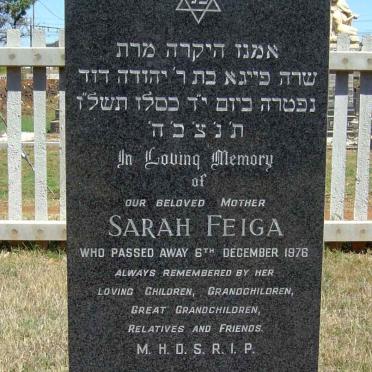 פ נ
אמנו היקרה מרת
שרה פייגא בת ר' יהודה דוד
נפטרה ביום י"ד כסלו תשל"ז
ת' נ' צ' ב' ה'
In Loving Memory
of
OUR BELOVED MOTHER
SARAH FEIGA
WHO PASSED AWAY 6TH DECEMBER 1976
ALWAYS REMEMBERED BY HER
LOVING CHILDREN, GRANDCHILDREN,
GREAT GRANDCHILDREN,
RELATIVES AND FRIENDS.
M. H. D. S. R. I. P.